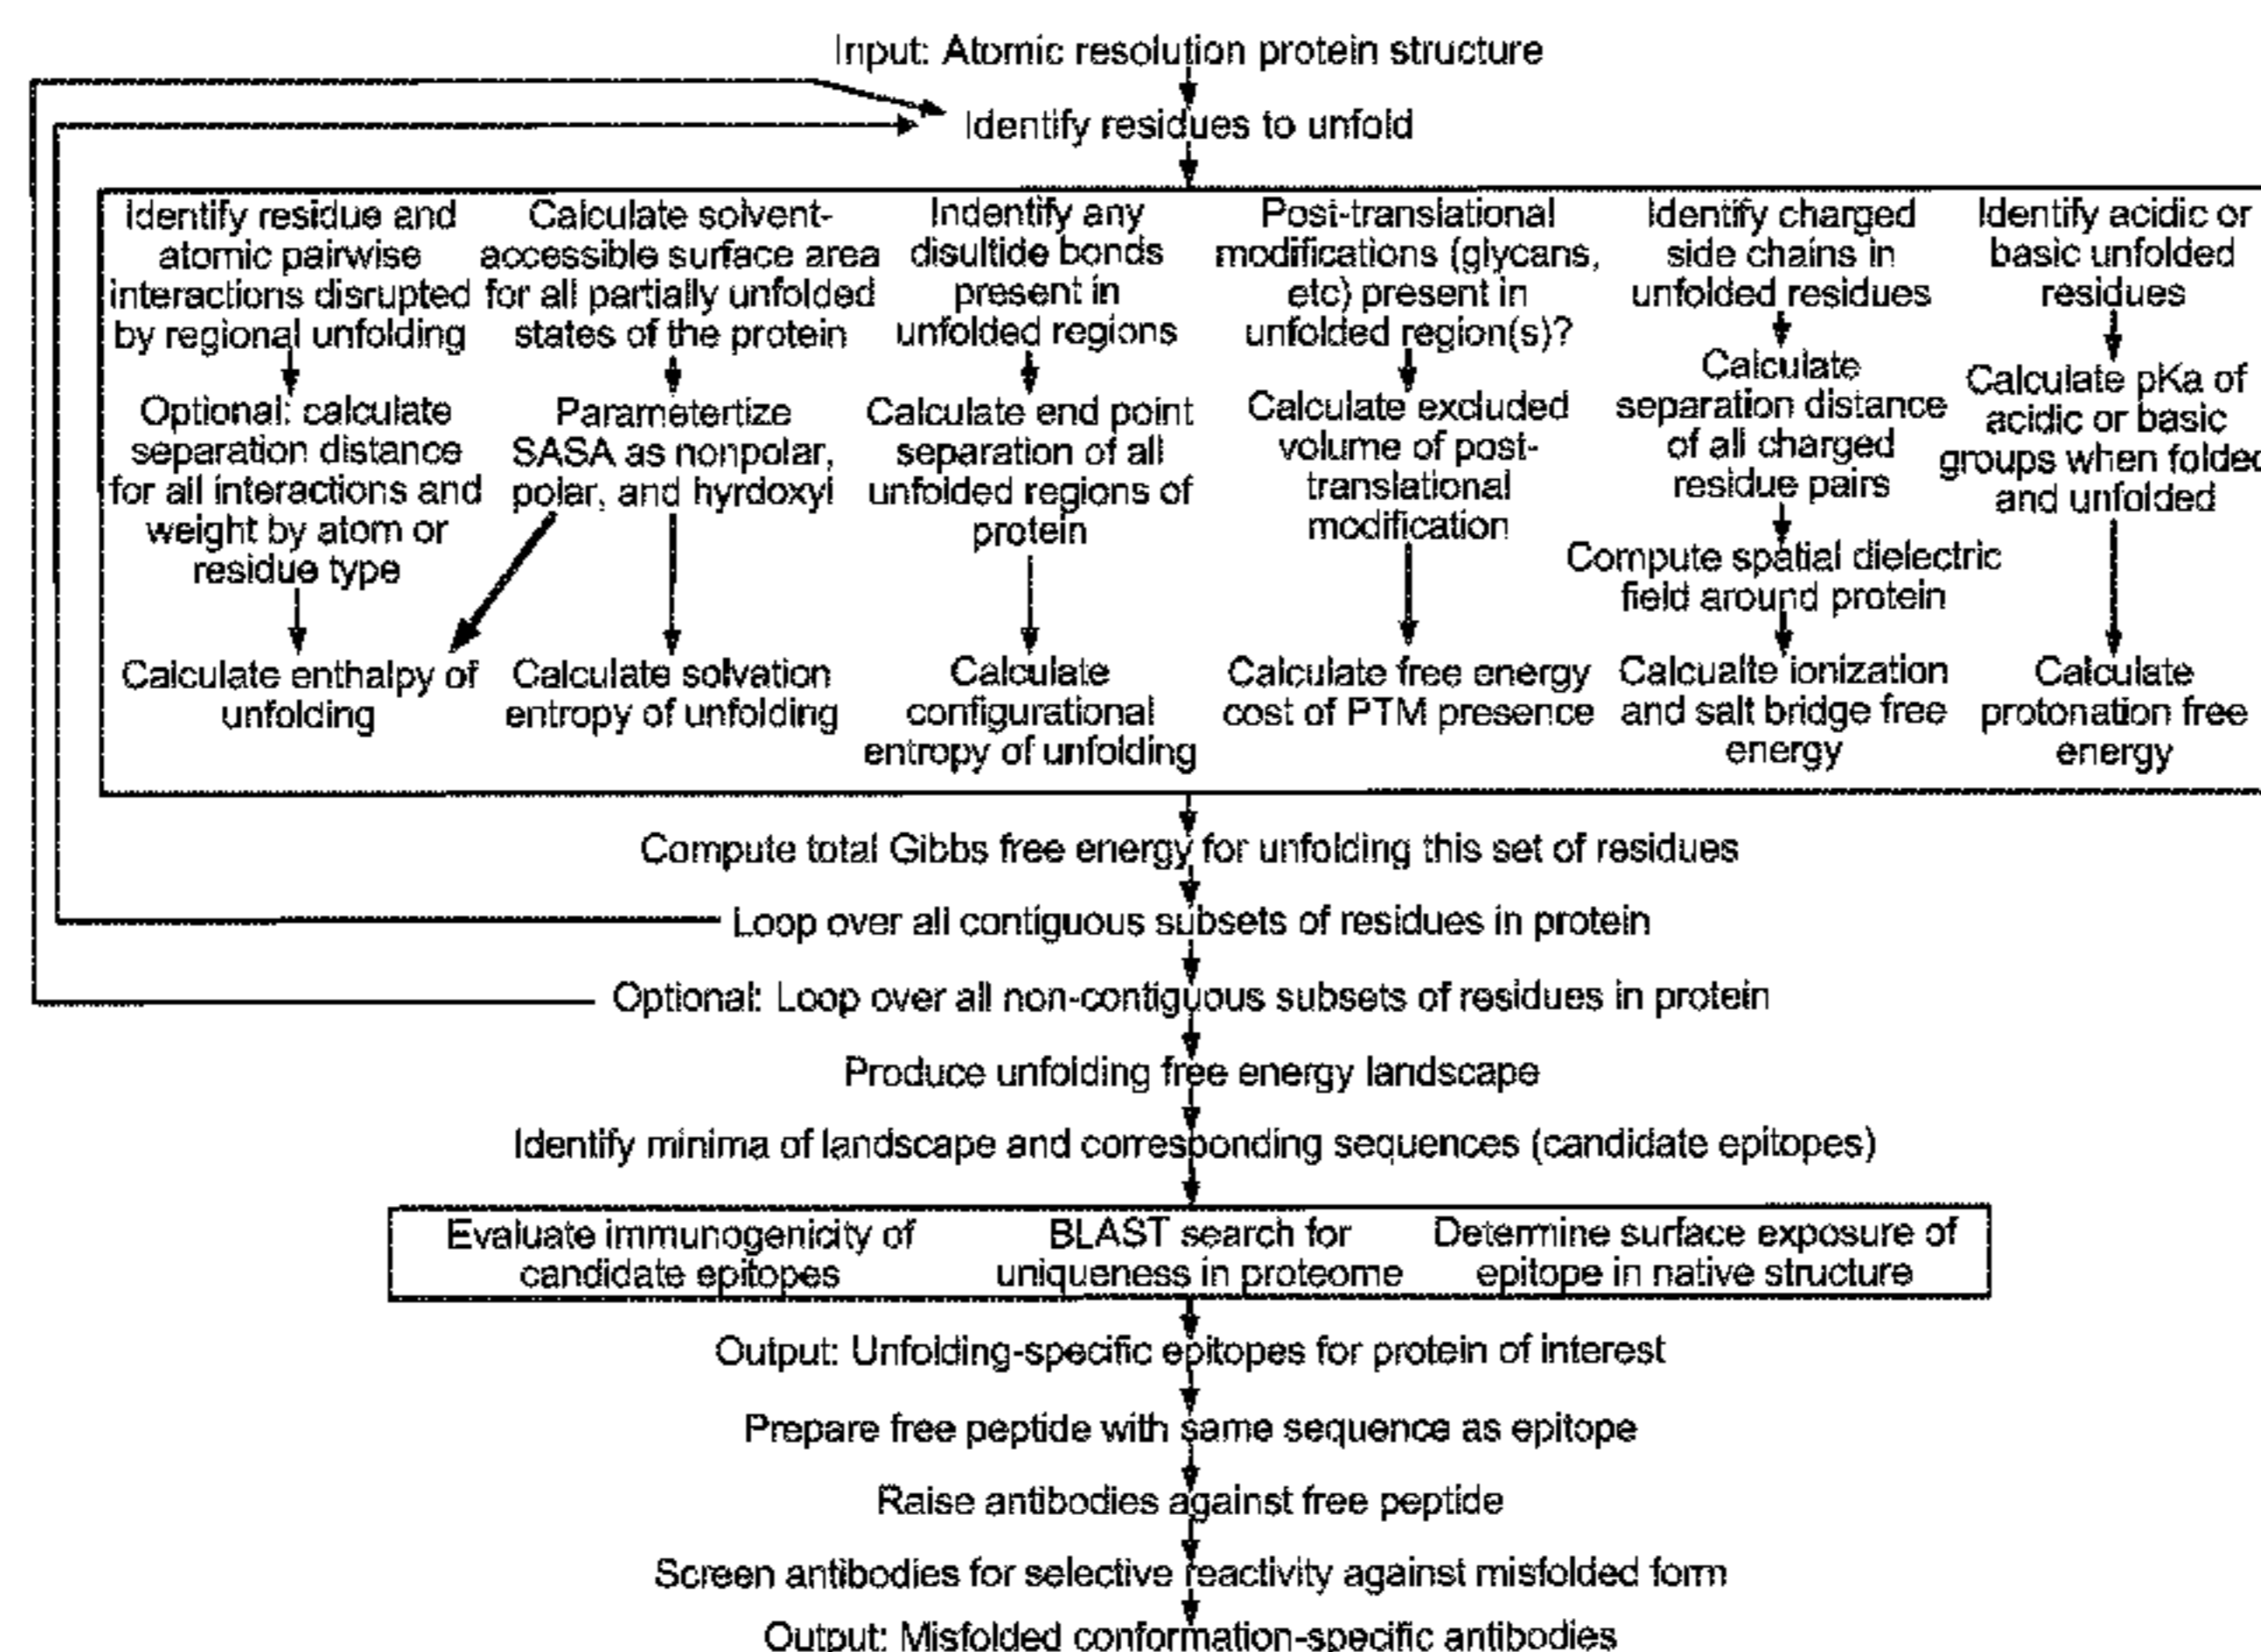 Input: Atomic resolution protein structure
Identify residues to unfold
Identify residue and
atomic pairwise
interactions disrupted
by regional unfolding
Optional: calculate
separation distance
for all interactions and
weight by atom or
residue type
Calculate enthalpy of
unfolding
Calculate solvent-
accessible surface area
for all partially unfolded
states of the protein
Parametertize
SASA as nonpolar,
polar, and hyrdoxyl
Calculate solvation
entropy of unfolding
Indentify any
disultide bonds
present in
unfolded regions
Calculate end point
separation of all
unfolded regions of
protein
Calculate
configurational
entropy of unfolding
Post-translational
modifications (glycans,
etc) present in
unfolded region(s)?
Calculate excluded
volume of post-
translational
modification
Calculate free energy
cost of PTM presence
Identify charged
side chains in
unfolded residues
Calculate
separation distance
of all charged
residue pairs
Compute spatial dielectric
field around protein
Calcualte ionization
and salt bridge free
energy
Identify acidic or
basic unfolded
residues
Calculate pKa of
acidic or basic
groups when folded
and unfolded
Calculate
protonation free
energy
Compute total Gibbs free energy for unfolding this set of residues
Loop over all contiguous subsets of residues in protein
Optional: Loop over all non-contiguous subsets of residues in protein
Produce unfolding free energy landscape
Identify minima of landscape and corresponding sequences (candidate epitopes)
Evaluate immunogenicity of
candidate epitopes
BLAST search for
uniqueness in proteome
Determine surface exposure of
epitope in native structure
Output: Unfolding-specific epitopes for protein of interest
Prepare free peptide with same sequence as epitope
Raise antibodies against free peptide
Screen antibodies for selective reactivity against misfolded form
Output: Misfolded conformation-specific antibodies